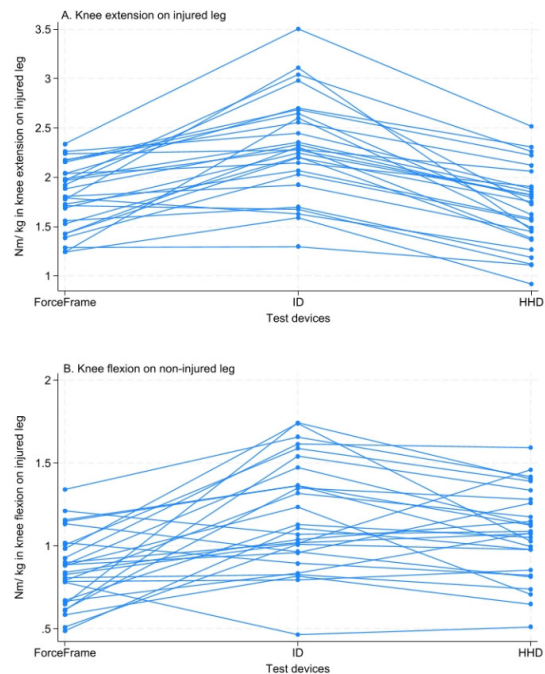 A. Knee extension on injured leg
3.5
3
2.5
2
1.5
1
Nm/ kg in knee extension on injured leg
ForceFrame ID HHD
Test devices
B. Knee flexion on non-injured leg
2
1.5
1
.5
Nm/ kg in knee flexion on injured leg
ForceFrame ID HHD
Test devices